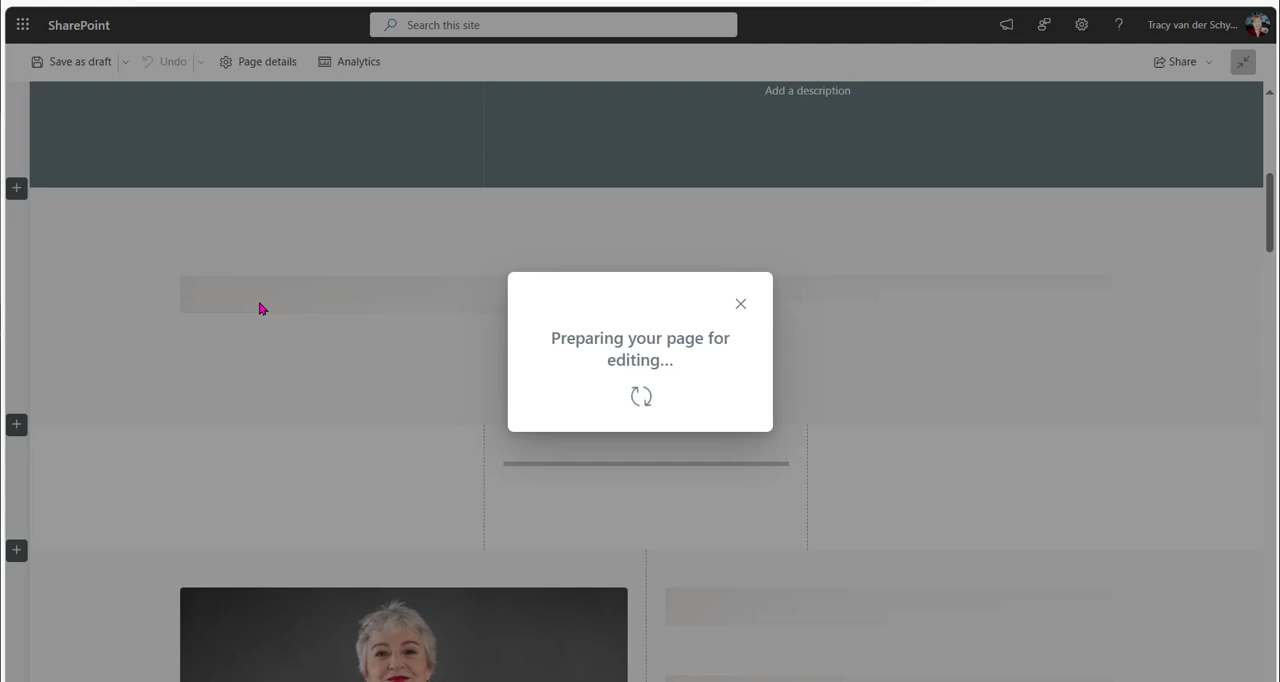 SharePoint
Search this site
Tracy van der Schy...
Save as draft
Undo
Page details
Analytics
Share
Add a description
Preparing your page for
editing...